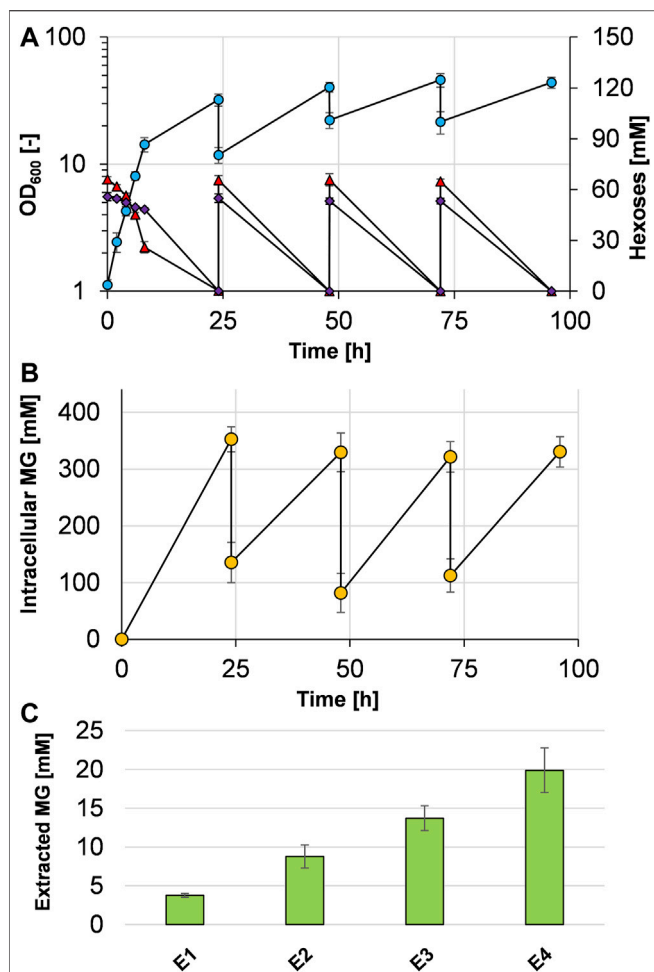 A
OD600 [-]
100
10
1
150
120
90
60
30
0
Hexoses [mM]
0 25 50 75 100
Time [h]
B
Intracellular MG [mM]
400
300
200
100
0
0 25 50 75 100
Time [h]
C
Extracted MG [mM]
25
20
15
10
5
0
E1 E2 E3 E4